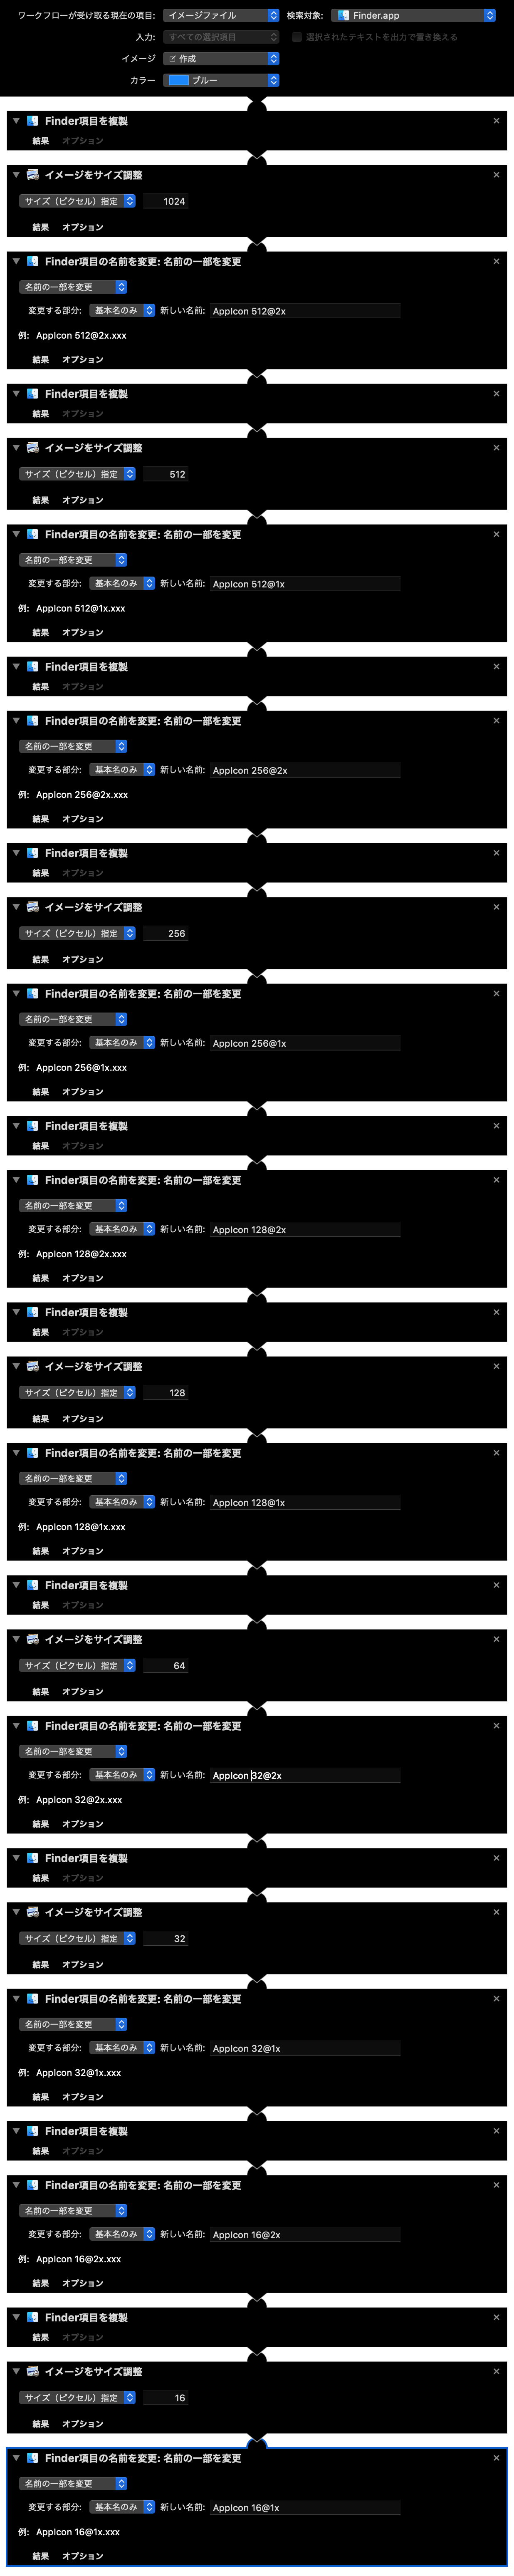 ワークフローが受け取る現在の項目: イメージファイル 検索対象: Finder.app
入力: すべての選択項目 選択されたテキストを出力で置き換える
イメージ 作成
カラー ブルー
Finder項目を複製
結果 オプション
イメージをサイズ調整
サイズ（ピクセル）指定 1024
結果 オプション
Finder項目の名前を変更: 名前の一部を変更
名前の一部を変更
変更する部分: 基本名のみ 新しい名前: AppIcon 512@2x
例: AppIcon 512@2x.xxx
結果 オプション
Finder項目を複製
結果 オプション
イメージをサイズ調整
サイズ（ピクセル）指定 512
結果 オプション
Finder項目の名前を変更: 名前の一部を変更
名前の一部を変更
変更する部分: 基本名のみ 新しい名前: AppIcon 512@1x
例: AppIcon 512@1x.xxx
結果 オプション
Finder項目を複製
結果 オプション
Finder項目の名前を変更: 名前の一部を変更
名前の一部を変更
変更する部分: 基本名のみ 新しい名前: AppIcon 256@2x
例: AppIcon 256@2x.xxx
結果 オプション
Finder項目を複製
結果 オプション
イメージをサイズ調整
サイズ（ピクセル）指定 256
結果 オプション
Finder項目の名前を変更: 名前の一部を変更
名前の一部を変更
変更する部分: 基本名のみ 新しい名前: AppIcon 256@1x
例: AppIcon 256@1x.xxx
結果 オプション
Finder項目を複製
結果 オプション
Finder項目の名前を変更: 名前の一部を変更
名前の一部を変更
変更する部分: 基本名のみ 新しい名前: AppIcon 128@2x
例: AppIcon 128@2x.xxx
結果 オプション
Finder項目を複製
結果 オプション
イメージをサイズ調整
サイズ（ピクセル）指定 128
結果 オプション
Finder項目の名前を変更: 名前の一部を変更
名前の一部を変更
変更する部分: 基本名のみ 新しい名前: AppIcon 128@1x
例: AppIcon 128@1x.xxx
結果 オプション
Finder項目を複製
結果 オプション
イメージをサイズ調整
サイズ（ピクセル）指定 64
結果 オプション
Finder項目の名前を変更: 名前の一部を変更
名前の一部を変更
変更する部分: 基本名のみ 新しい名前: AppIcon 32@2x
例: AppIcon 32@2x.xxx
結果 オプション
Finder項目を複製
結果 オプション
イメージをサイズ調整
サイズ（ピクセル）指定 32
結果 オプション
Finder項目の名前を変更: 名前の一部を変更
名前の一部を変更
変更する部分: 基本名のみ 新しい名前: AppIcon 32@1x
例: AppIcon 32@1x.xxx
結果 オプション
Finder項目を複製
結果 オプション
Finder項目の名前を変更: 名前の一部を変更
名前の一部を変更
変更する部分: 基本名のみ 新しい名前: AppIcon 16@2x
例: AppIcon 16@2x.xxx
結果 オプション
Finder項目を複製
結果 オプション
イメージをサイズ調整
サイズ（ピクセル）指定 16
結果 オプション
Finder項目の名前を変更: 名前の一部を変更
名前の一部を変更
変更する部分: 基本名のみ 新しい名前: AppIcon 16@1x
例: AppIcon 16@1x.xxx
結果 オプション